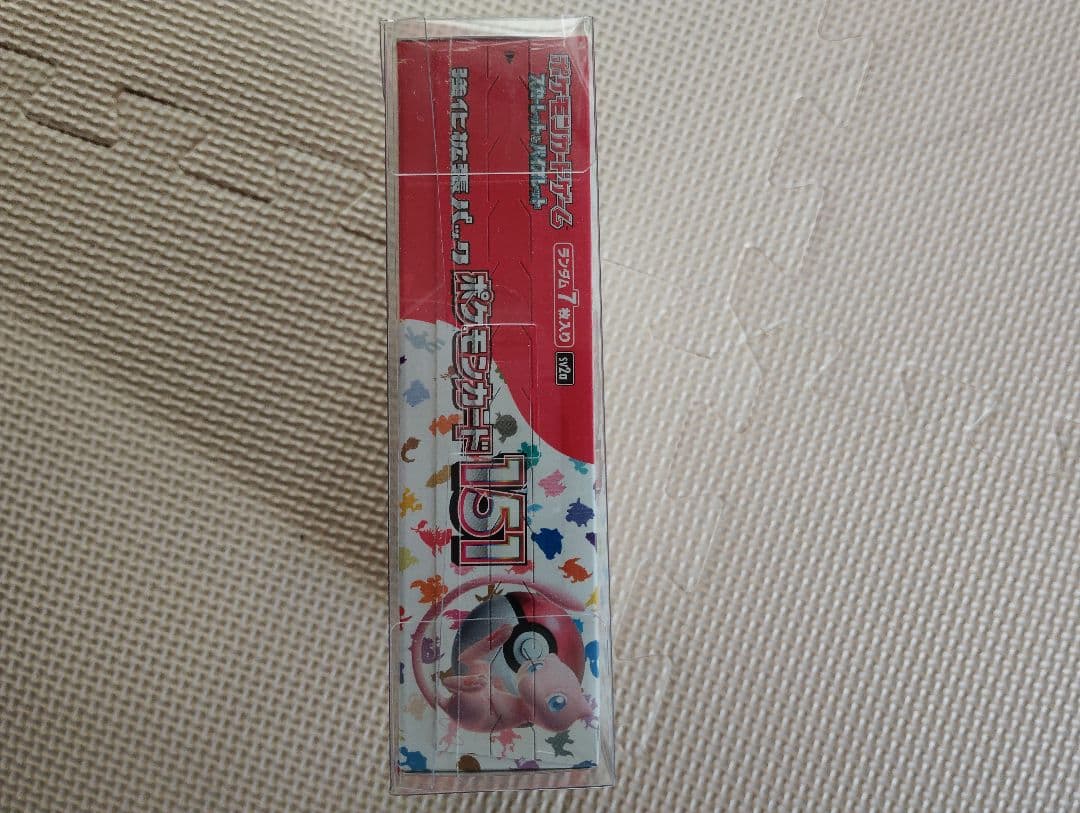 ポケモンカードゲーム
スカーレット&バイオレット
ランダム7枚入り
sv2a
強化拡張パック
ポケモンカード151